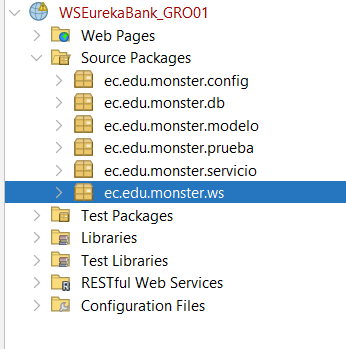 WSEurekaBank_GRO01
Web Pages
Source Packages
ec.edu.monster.config
ec.edu.monster.db
ec.edu.monster.modelo
ec.edu.monster.prueba
ec.edu.monster.servicio
ec.edu.monster.ws
Test Packages
Libraries
Test Libraries
RESTful Web Services
Configuration Files